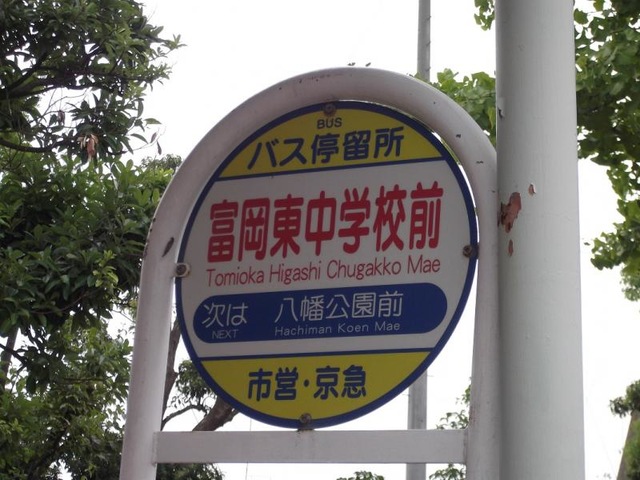 BUS
バス停留所
富岡東中学校前
Tomioka Higashi Chugakko Mae
次は 八幡公園前
NEXT Hachiman Koen Mae
市営・京急